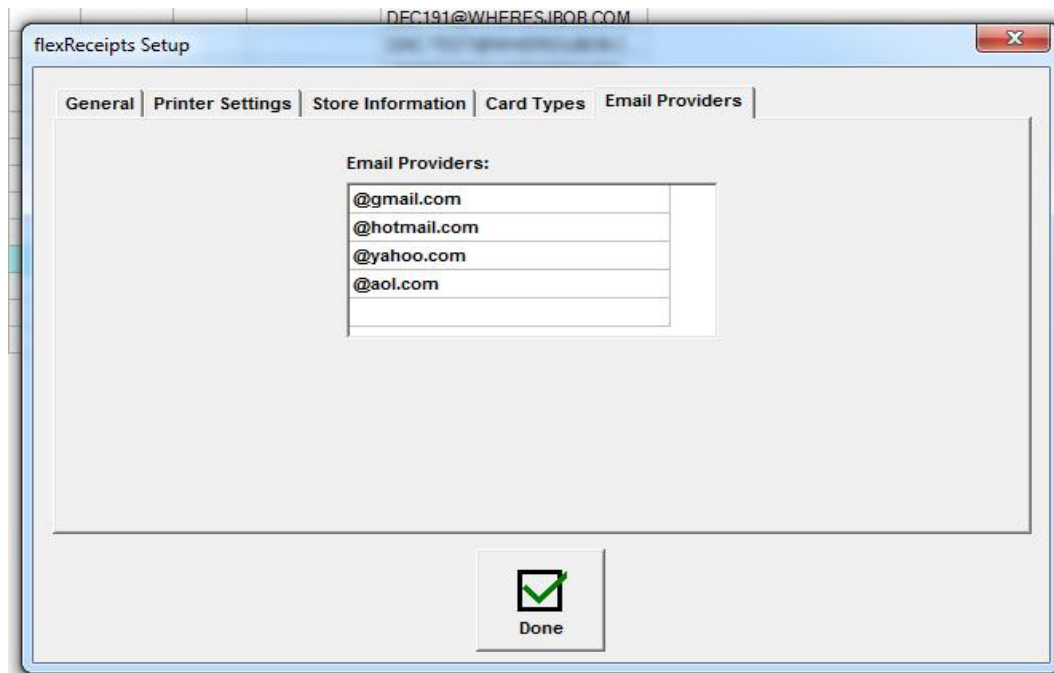 DEC191@WHERESJBOB.COM
flexReceipts Setup
General Printer Settings Store Information Card Types Email Providers
Email Providers:
@gmail.com
@hotmail.com
@yahoo.com
@aol.com
Done